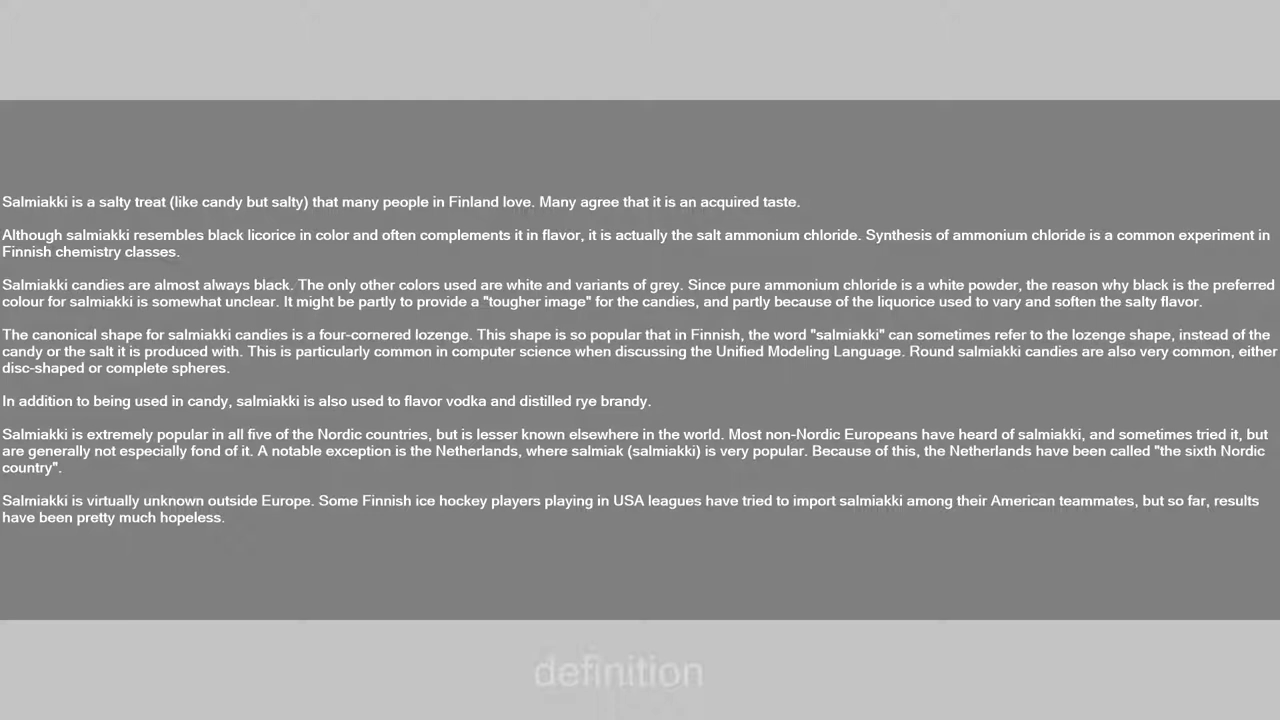 Salmiakki is a salty treat (like candy but salty) that many people in Finland love. Many agree that it is an acquired taste.
Although salmiakki resembles black licorice in color and often complements it in flavor, it is actually the salt ammonium chloride. Synthesis of ammonium chloride is a common experiment in
Finnish chemistry classes.
Salmiakki candies are almost always black. The only other colors used are white and variants of grey. Since pure ammonium chloride is a white powder, the reason why black is the preferred
colour for salmiakki is somewhat unclear. It might be partly to provide a "tougher image" for the candies, and partly because of the liquorice used to vary and soften the salty flavor.
The canonical shape for salmiakki candies is a four-cornered lozenge. This shape is so popular that in Finnish, the word "salmiakki" can sometimes refer to the lozenge shape, instead of the
candy or the salt it is produced with. This is particularly common in computer science when discussing the Unified Modeling Language. Round salmiakki candies are also very common, either
disc-shaped or complete spheres.
In addition to being used in candy, salmiakki is also used to flavor vodka and distilled rye brandy.
Salmiakki is extremely popular in all five of the Nordic countries, but is lesser known elsewhere in the world. Most non-Nordic Europeans have heard of salmiakki, and sometimes tried it, but
are generally not especially fond of it. A notable exception is the Netherlands, where salmiak (salmiakki) is very popular. Because of this, the Netherlands have been called "the sixth Nordic
country".
Salmiakki is virtually unknown outside Europe. Some Finnish ice hockey players playing in USA leagues have tried to import salmiakki among their American teammates, but so far, results
have been pretty much hopeless.
definition